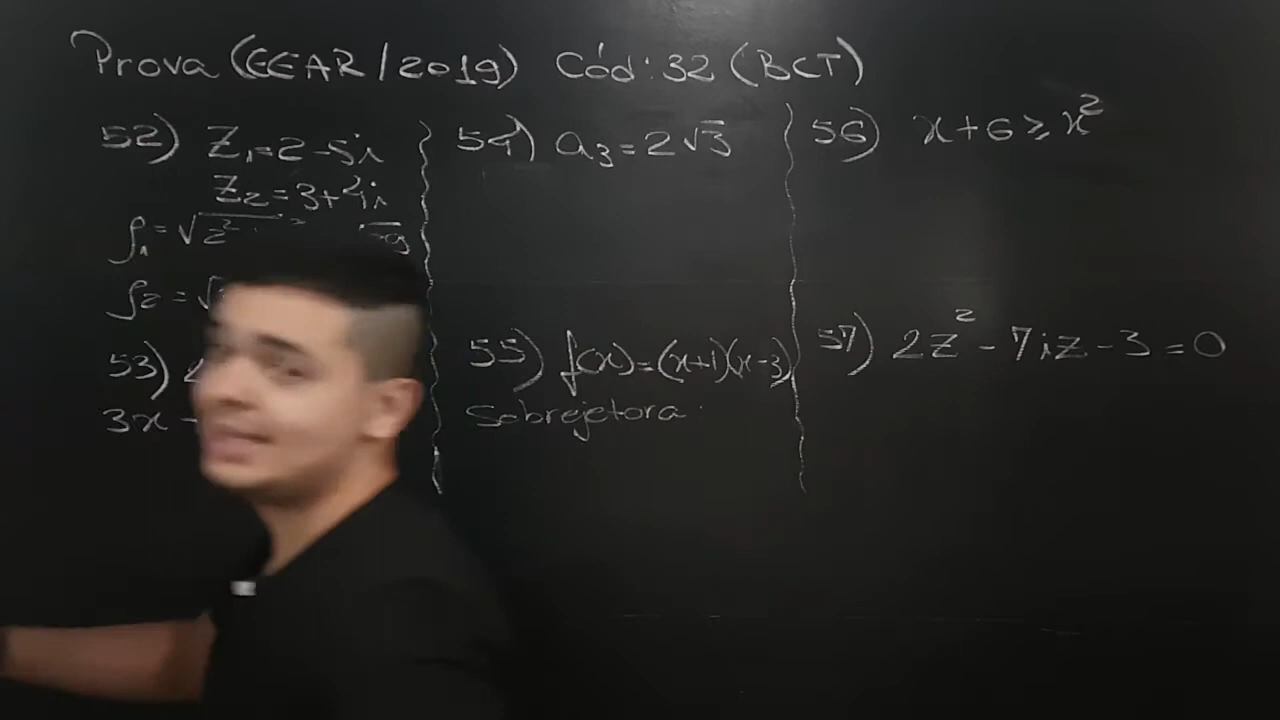 Prova (EEAR/2019) Cód: 32 (BCT)
52) Z₁=2-5i
Z₂=3+4i
ρ₁=√2²
ρ₂=√
53)
3x -
54) a₃=2√3
55) f(x)=(x+1)(x-3)
Sobrejetora:
56) x+6≥x²
57) 2Z²-7iZ-3=0